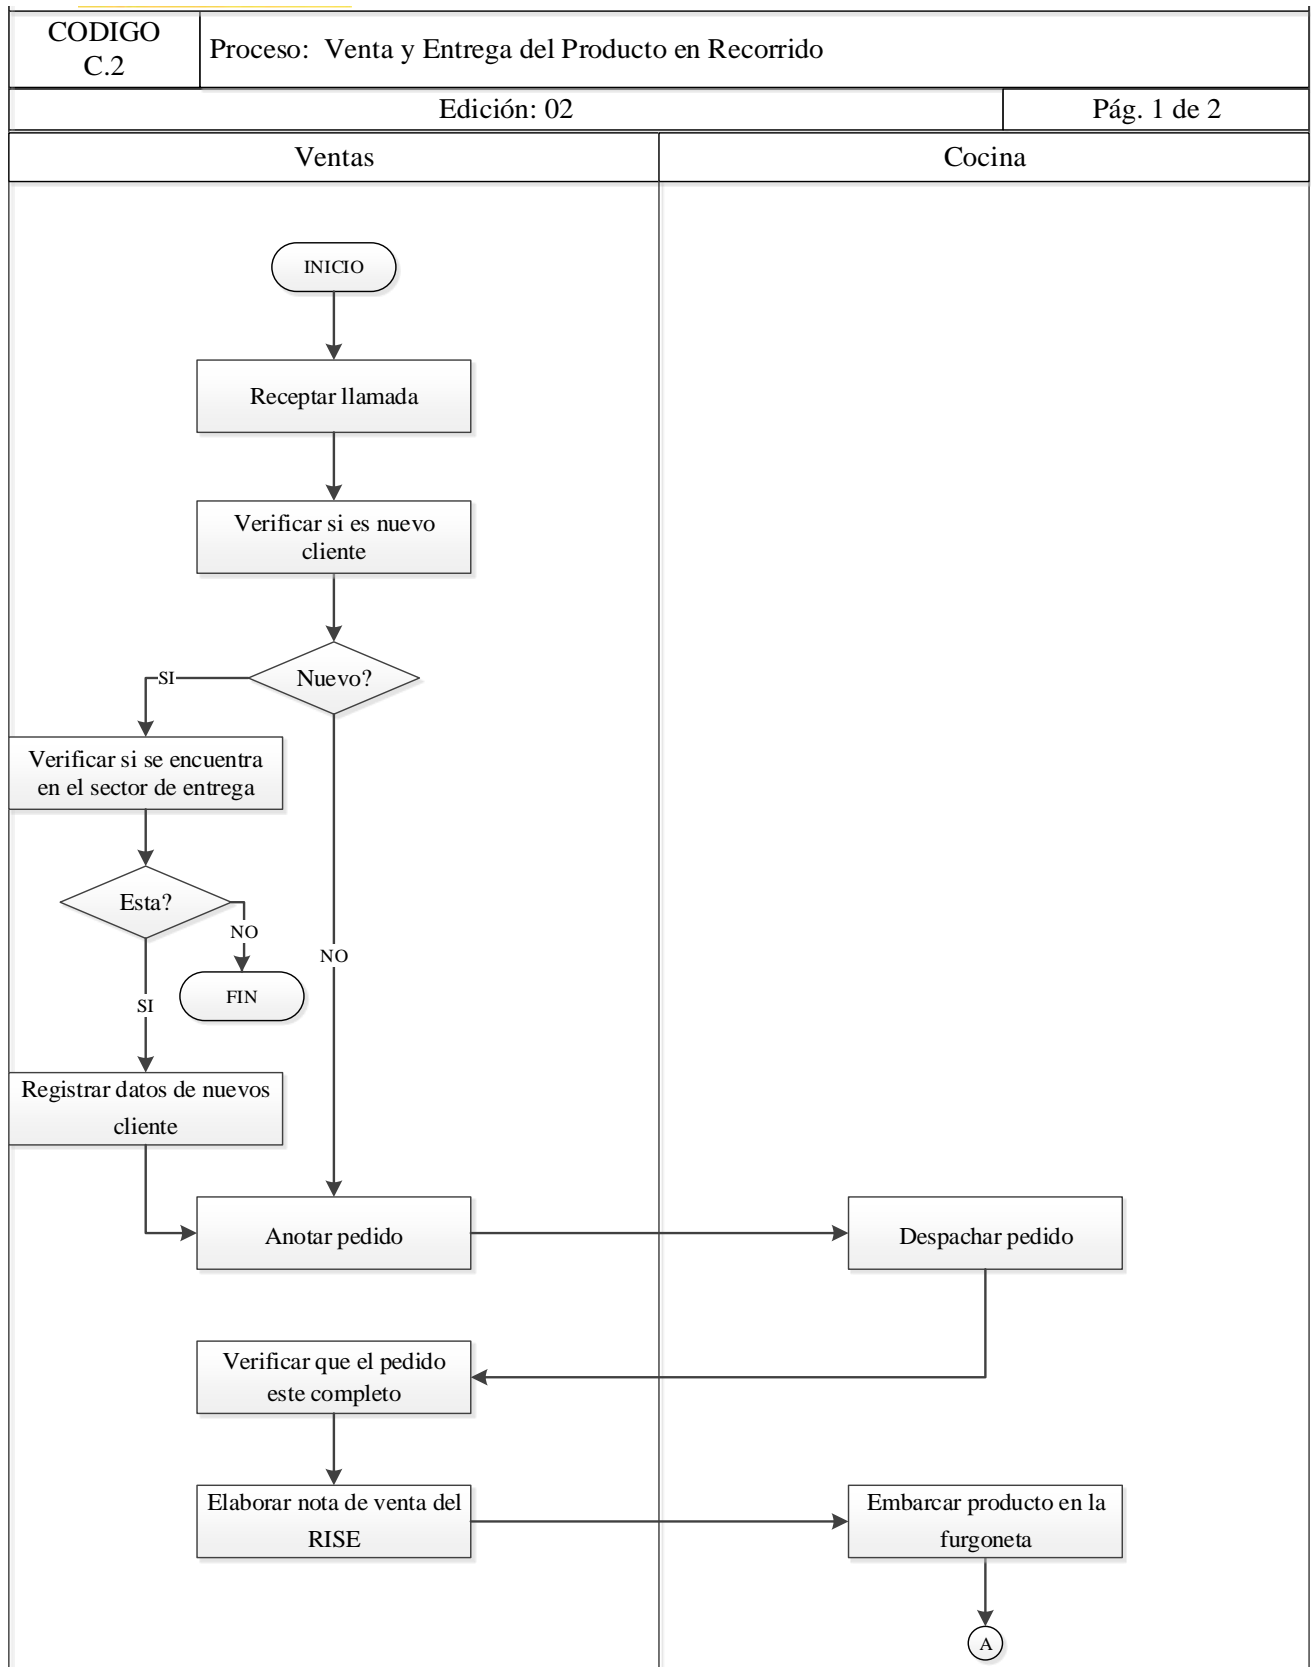 CODIGO
C.2
Proceso: Venta y Entrega del Producto en Recorrido
Edición: 02
Pág. 1 de 2
Ventas
Cocina
INICIO
Receptar llamada
Verificar si es nuevo
cliente
Nuevo?
SI
Verificar si se encuentra
en el sector de entrega
Esta?
NO
NO
FIN
SI
Registrar datos de nuevos
cliente
Anotar pedido
Despachar pedido
Verificar que el pedido
este completo
Elaborar nota de venta del
RISE
Embarcar producto en la
furgoneta
A